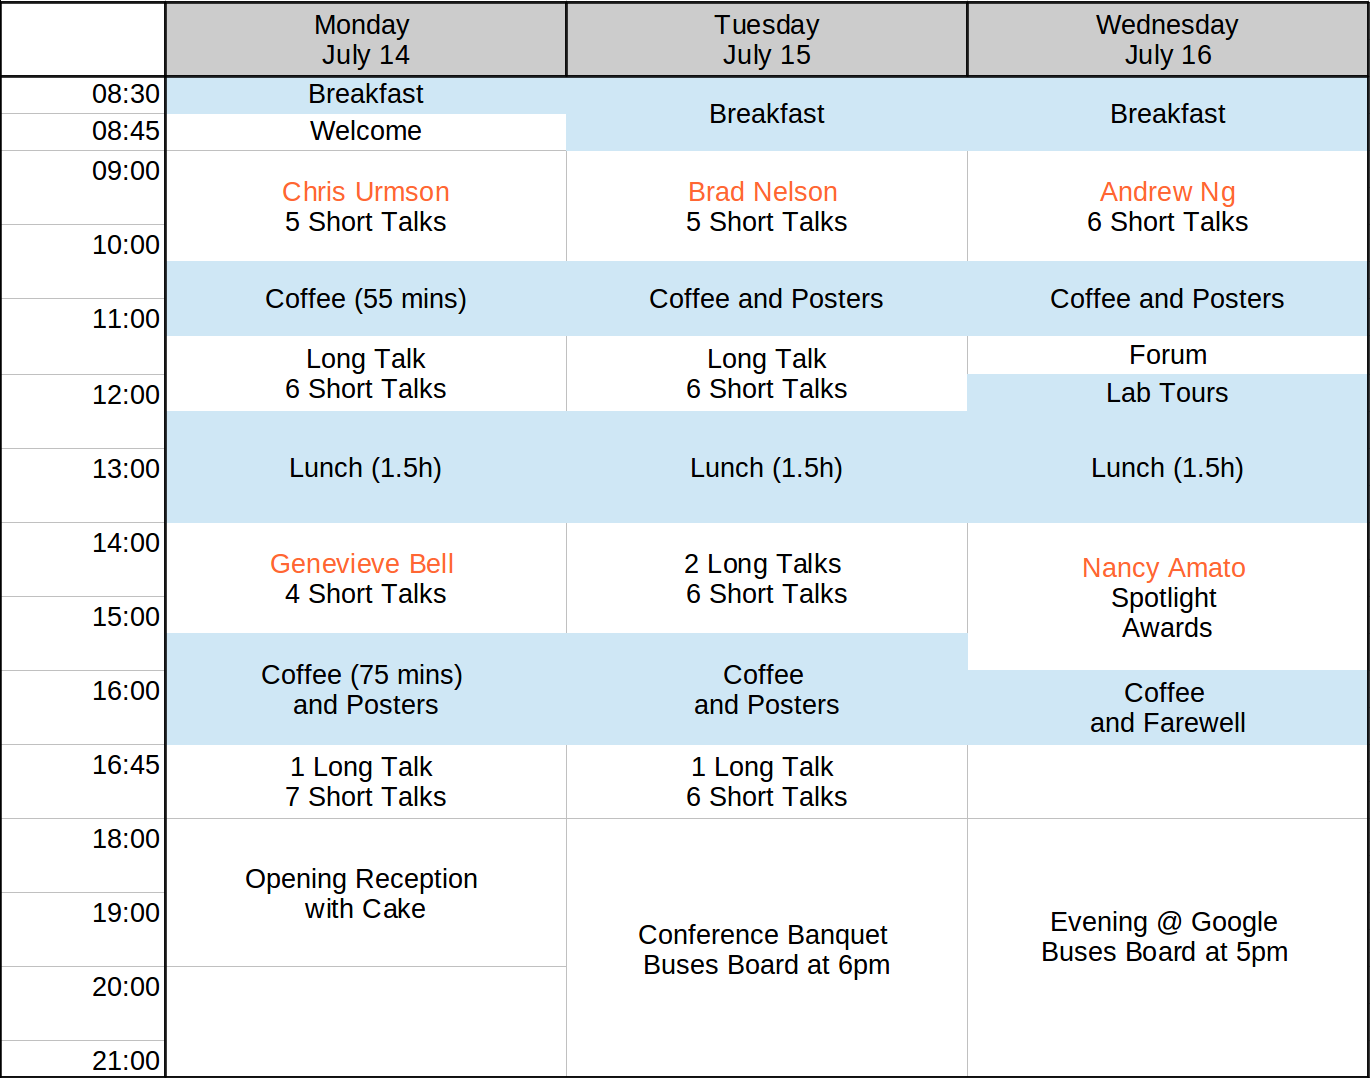 Monday
July 14
Tuesday
July 15
Wednesday
July 16
08:30
Breakfast
Breakfast
Breakfast
08:45
Welcome
09:00
Chris Urmson
5 Short Talks
Brad Nelson
5 Short Talks
Andrew Ng
6 Short Talks
10:00
Coffee (55 mins)
Coffee and Posters
Coffee and Posters
11:00
Long Talk
6 Short Talks
Long Talk
6 Short Talks
Forum
12:00
Lab Tours
13:00
Lunch (1.5h)
Lunch (1.5h)
Lunch (1.5h)
14:00
Genevieve Bell
4 Short Talks
2 Long Talks
6 Short Talks
Nancy Amato
Spotlight
Awards
15:00
Coffee (75 mins)
and Posters
Coffee
and Posters
16:00
Coffee
and Farewell
16:45
1 Long Talk
7 Short Talks
1 Long Talk
6 Short Talks
18:00
Opening Reception
with Cake
19:00
Conference Banquet
Buses Board at 6pm
Evening @ Google
Buses Board at 5pm
20:00
21:00